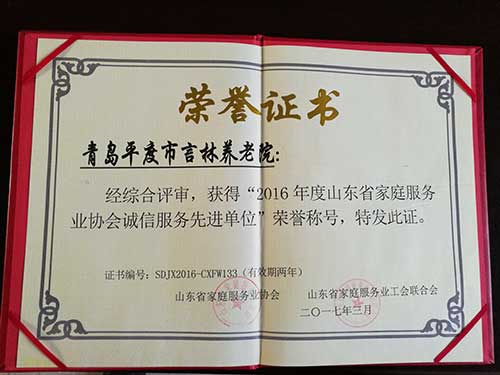 荣誉证书
青岛平度市言林养老院:
经综合评审，获得“2016年度山东省家庭服务
业协会诚信服务先进单位”荣誉称号，特发此证。
证书编号：SDJX2016-CXFW133（有效期两年）
山东省家庭服务业协会 山东省家庭服务业工会联合会
二〇一七年三月